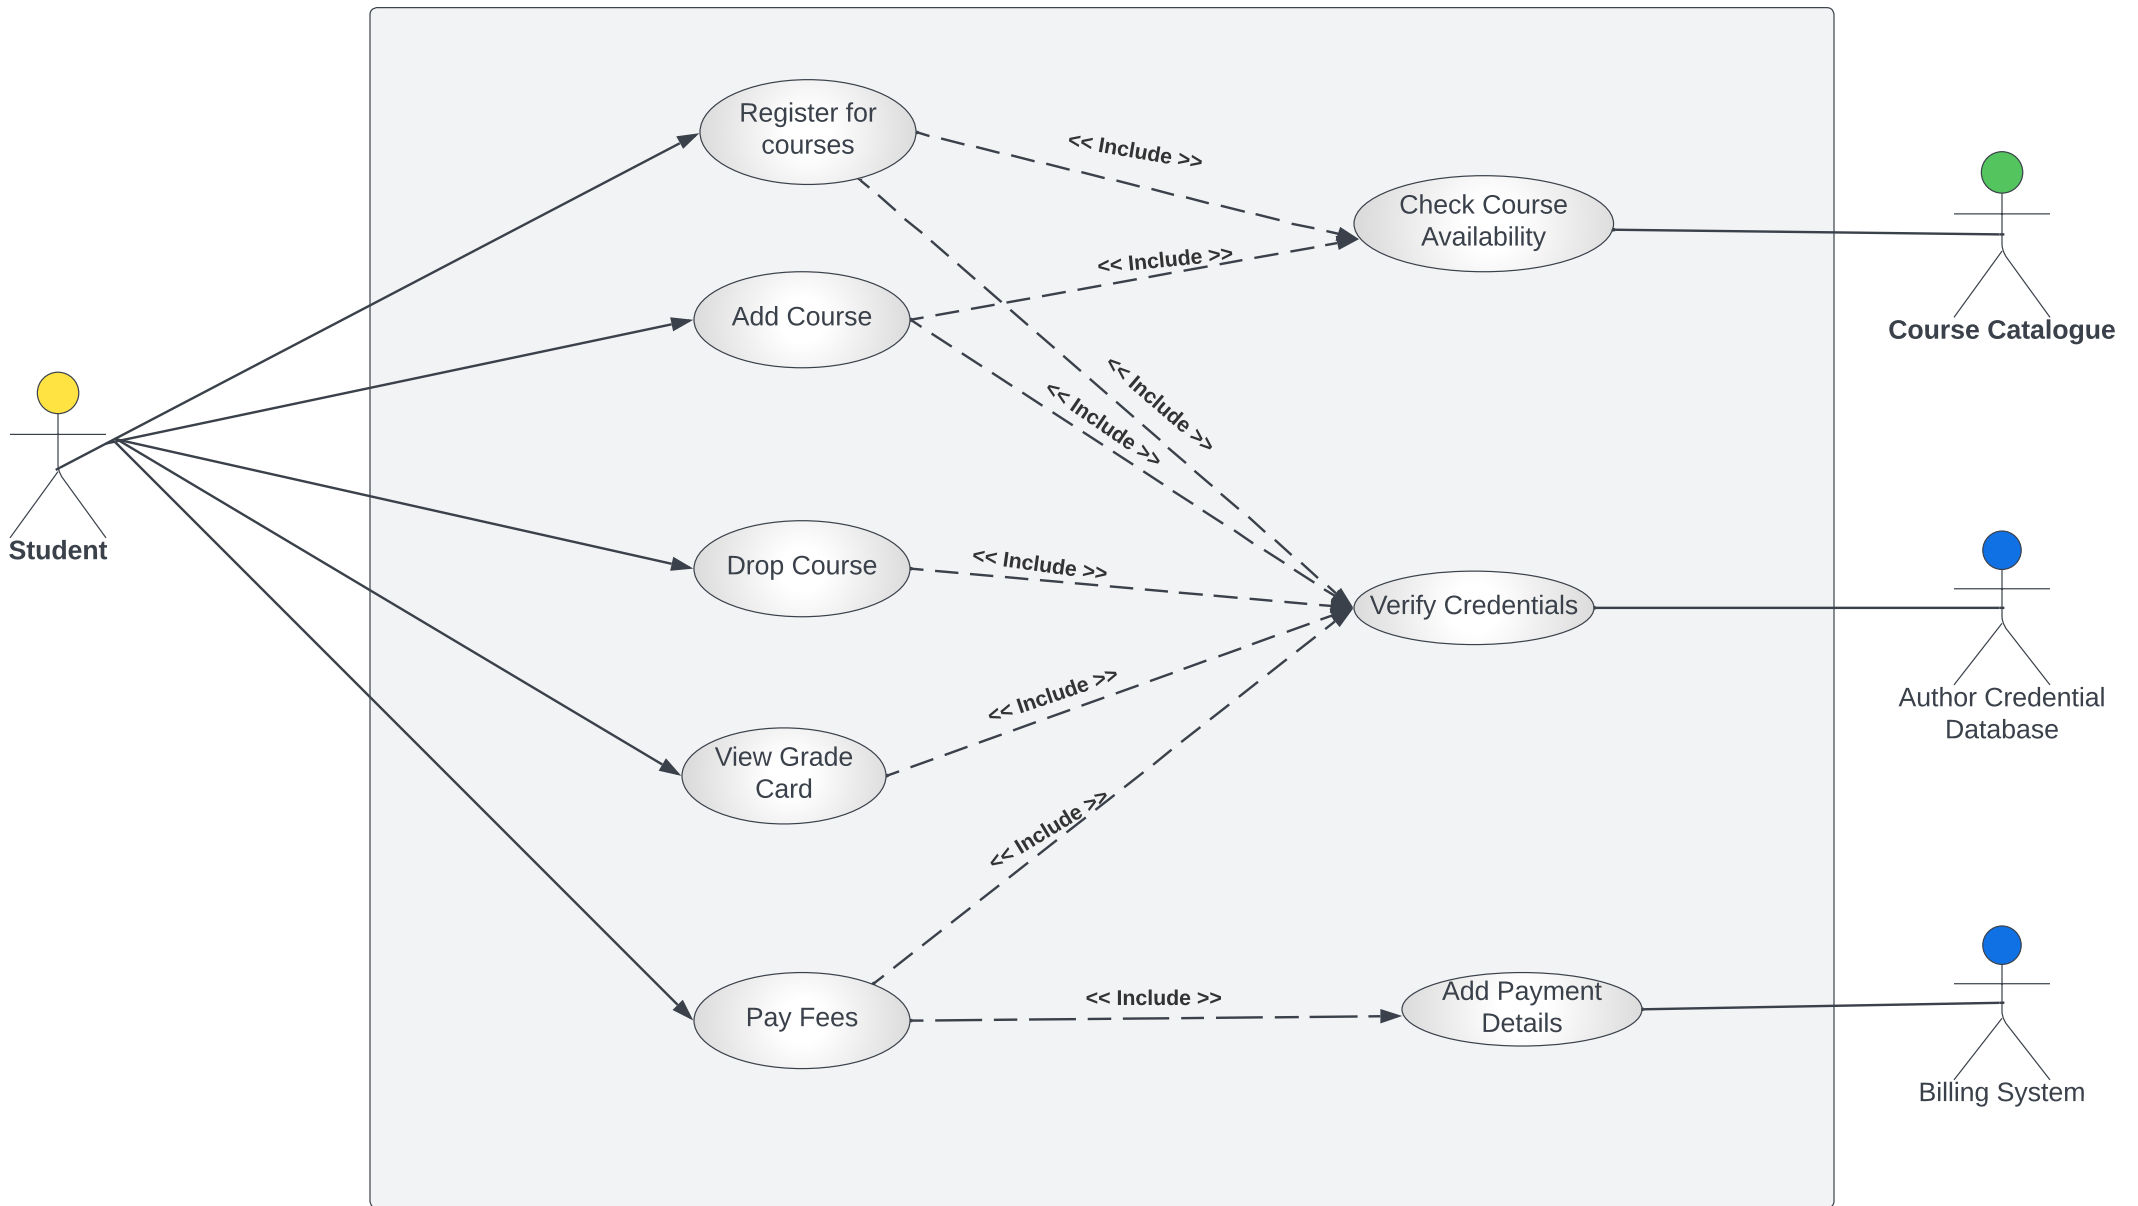 Register for
courses
<< Include >>
Check Course
Availability
<< Include >>
Add Course
Course Catalogue
<< Include >>
<< Include >>
Student
Drop Course
<< Include >>
Verify Credentials
Author Credential
Database
<< Include >>
View Grade
Card
<< Include >>
Pay Fees
<< Include >>
Add Payment
Details
Billing System